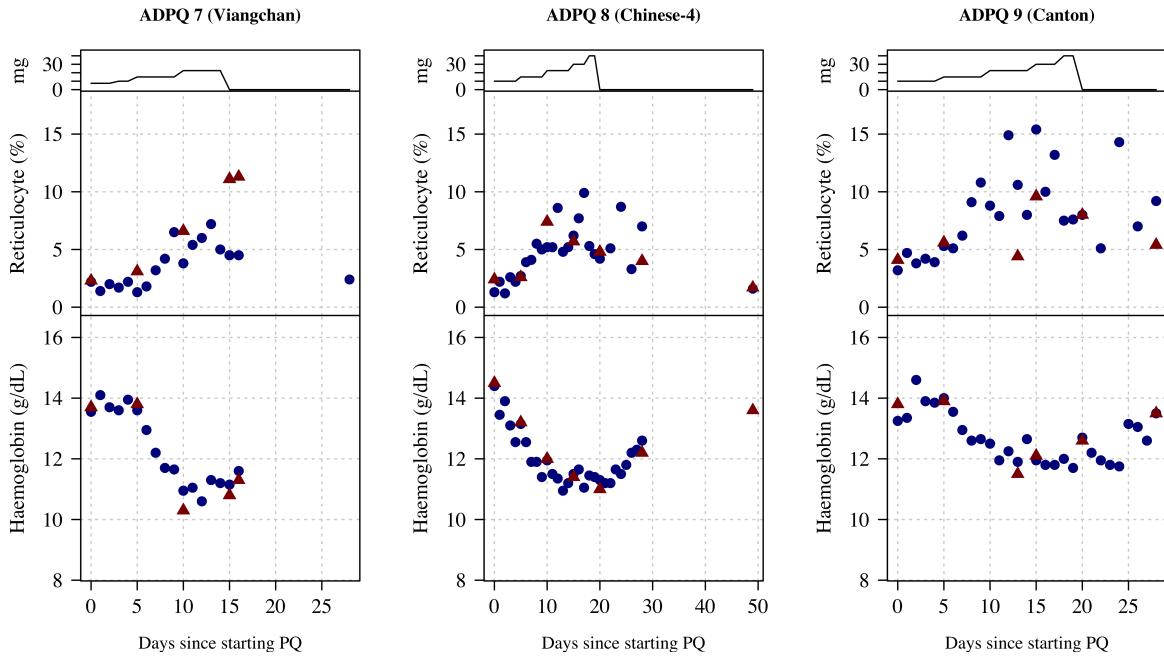 ADPQ 7 (Viangchan)
mg
30
0
Reticulocyte (%)
15
10
5
0
Haemoglobin (g/dL)
16
14
12
10
8
0 5 10 15 20 25
Days since starting PQ
ADPQ 8 (Chinese-4)
mg
30
0
Reticulocyte (%)
15
10
5
0
Haemoglobin (g/dL)
16
14
12
10
8
0 10 20 30 40 50
Days since starting PQ
ADPQ 9 (Canton)
mg
30
0
Reticulocyte (%)
15
10
5
0
Haemoglobin (g/dL)
16
14
12
10
8
0 5 10 15 20 25
Days since starting PQ